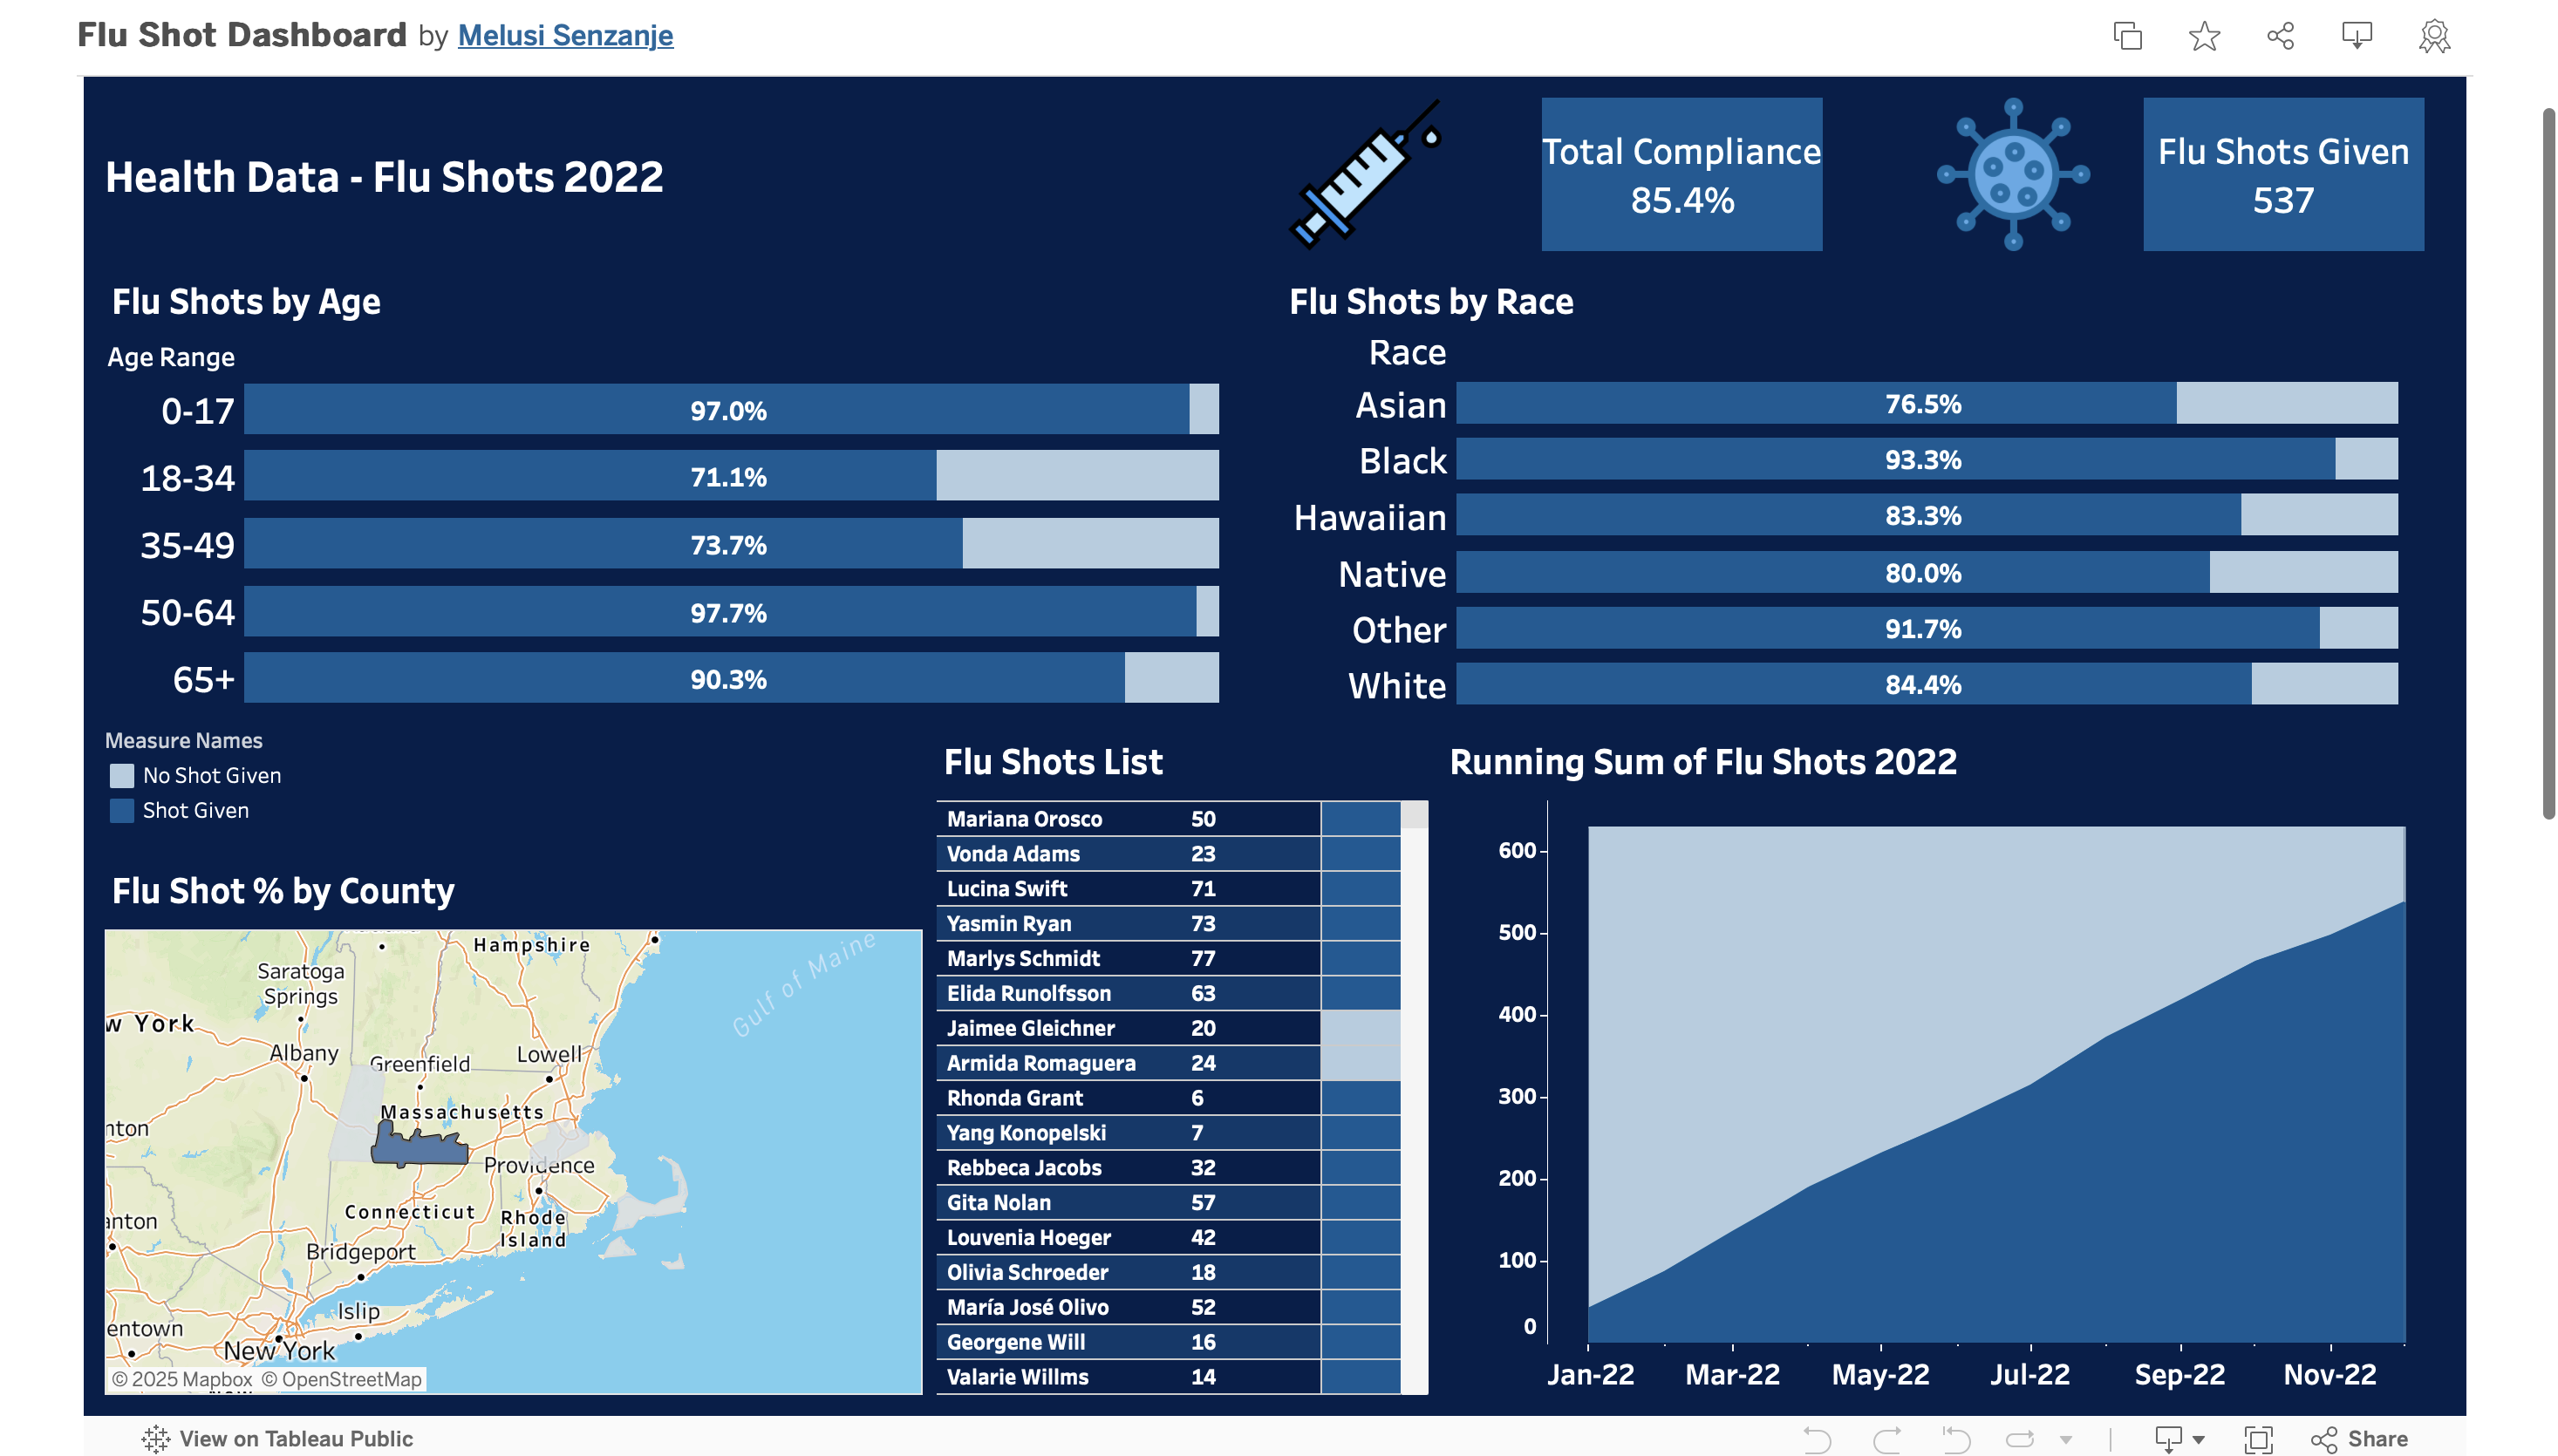 Flu Shot Dashboard by Melusi Senzanje
Health Data - Flu Shots 2022
Total Compliance
85.4%
Flu Shots Given
537
Flu Shots by Age
Age Range
0-17 97.0%
18-34 71.1%
35-49 73.7%
50-64 97.7%
65+ 90.3%
Measure Names
No Shot Given
Shot Given
Flu Shots by Race
Race
Asian 76.5%
Black 93.3%
Hawaiian 83.3%
Native 80.0%
Other 91.7%
White 84.4%
Flu Shot % by County
Hampshire
Gulf of Maine
Saratoga
Springs
w York
Albany
Greenfield
Lowell
Massachusetts
nton
Providence
Connecticut
Rhode
Island
anton
Bridgeport
Islip
entown
New York
© 2025 Mapbox © OpenStreetMap
Flu Shots List
Mariana Orosco 50
Vonda Adams 23
Lucina Swift 71
Yasmin Ryan 73
Marlys Schmidt 77
Elida Runolfsson 63
Jaimee Gleichner 20
Armida Romaguera 24
Rhonda Grant 6
Yang Konopelski 7
Rebbeca Jacobs 32
Gita Nolan 57
Louvenia Hoeger 42
Olivia Schroeder 18
María José Olivo 52
Georgene Will 16
Valarie Willms 14
Running Sum of Flu Shots 2022
600
500
400
300
200
100
0
Jan-22 Mar-22 May-22 Jul-22 Sep-22 Nov-22
View on Tableau Public
Share